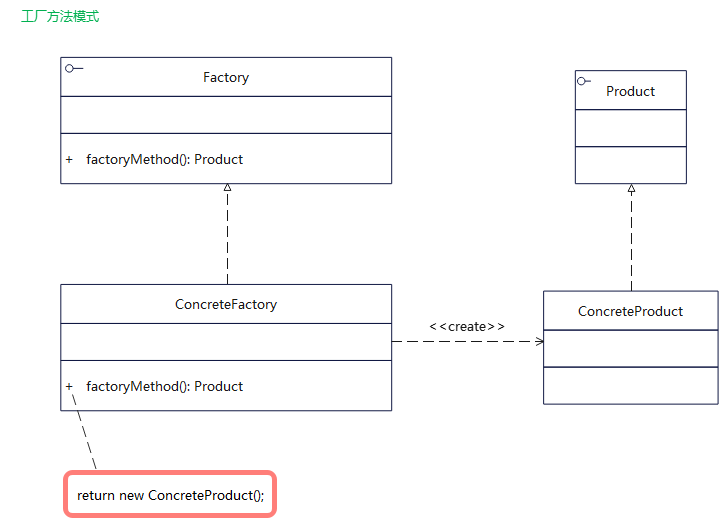 工厂方法模式
Factory
+ factoryMethod(): Product
Product
ConcreteFactory
+ factoryMethod(): Product
<<create>>
ConcreteProduct
return new ConcreteProduct();